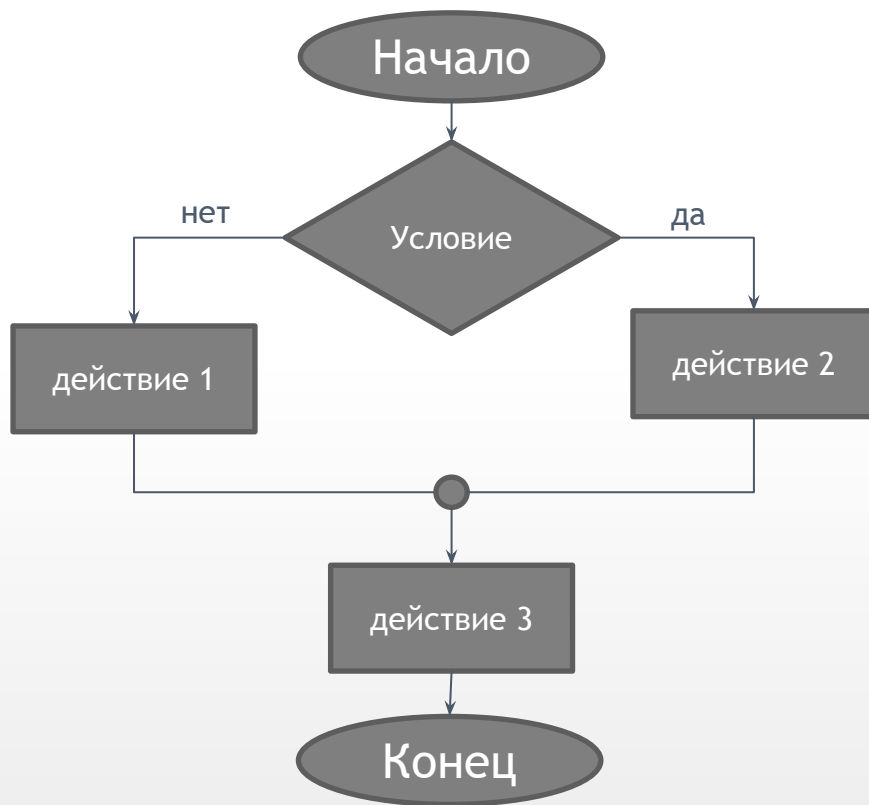 Начало
нет
да
Условие
действие 1
действие 2
действие 3
Конец